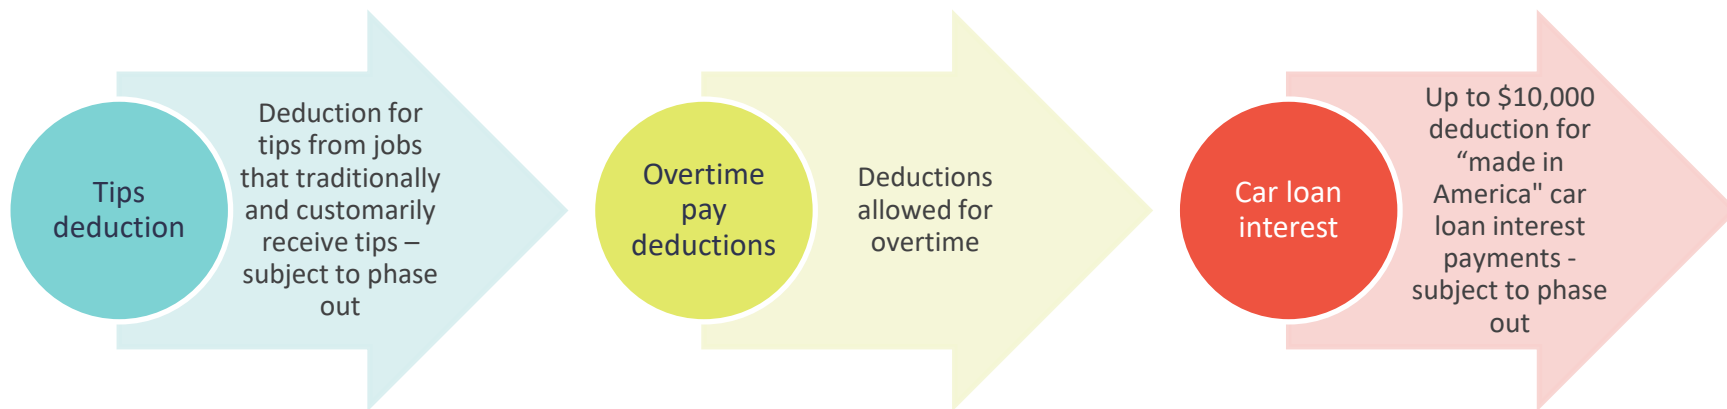 Tips
deduction
Deduction for
tips from jobs
that traditionally
and customarily
receive tips –
subject to phase
out
Overtime
pay
deductions
Deductions
allowed for
overtime
Car loan
interest
Up to $10,000
deduction for
“made in
America" car
loan interest
payments -
subject to phase
out